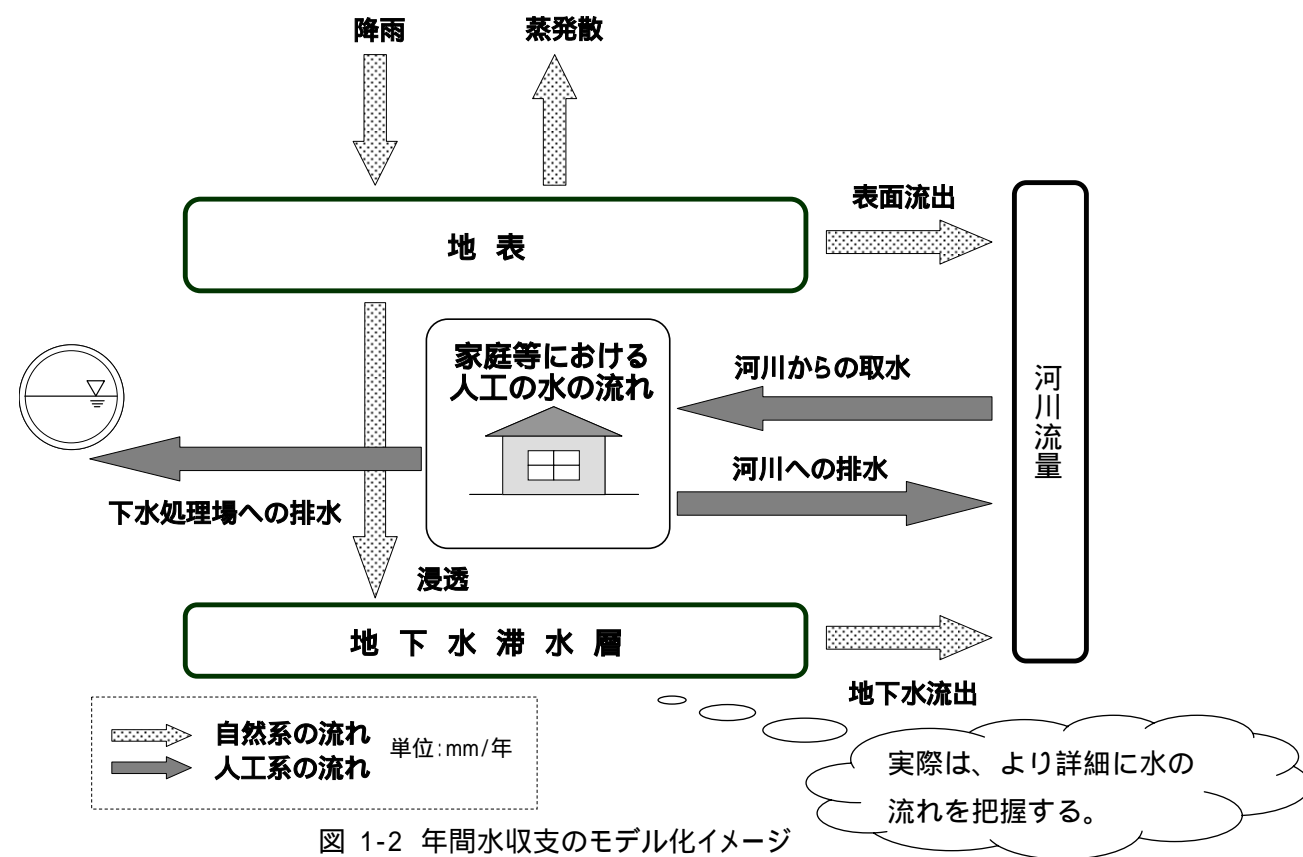 降雨
蒸発散
表面流出
地 表
家庭等における
人工の水の流れ
河川からの取水
河川流量
河川への排水
下水処理場への排水
浸透
地 下 水 滞 水 層
地下水流出
自然系の流れ
人工系の流れ
単位:mm/年
実際は、より詳細に水の
流れを把握する。
図 1-2 年間水収支のモデル化イメージ